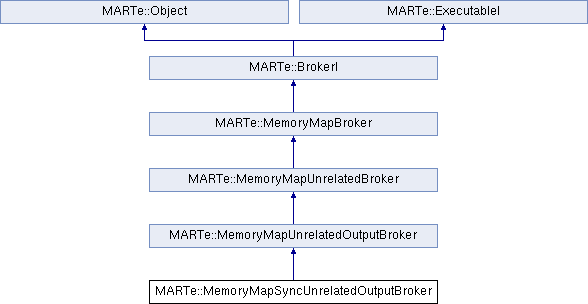 MARTe::Object
MARTe::ExecutableI
MARTe::BrokerI
MARTe::MemoryMapBroker
MARTe::MemoryMapUnrelatedBroker
MARTe::MemoryMapUnrelatedOutputBroker
MARTe::MemoryMapSyncUnrelatedOutputBroker